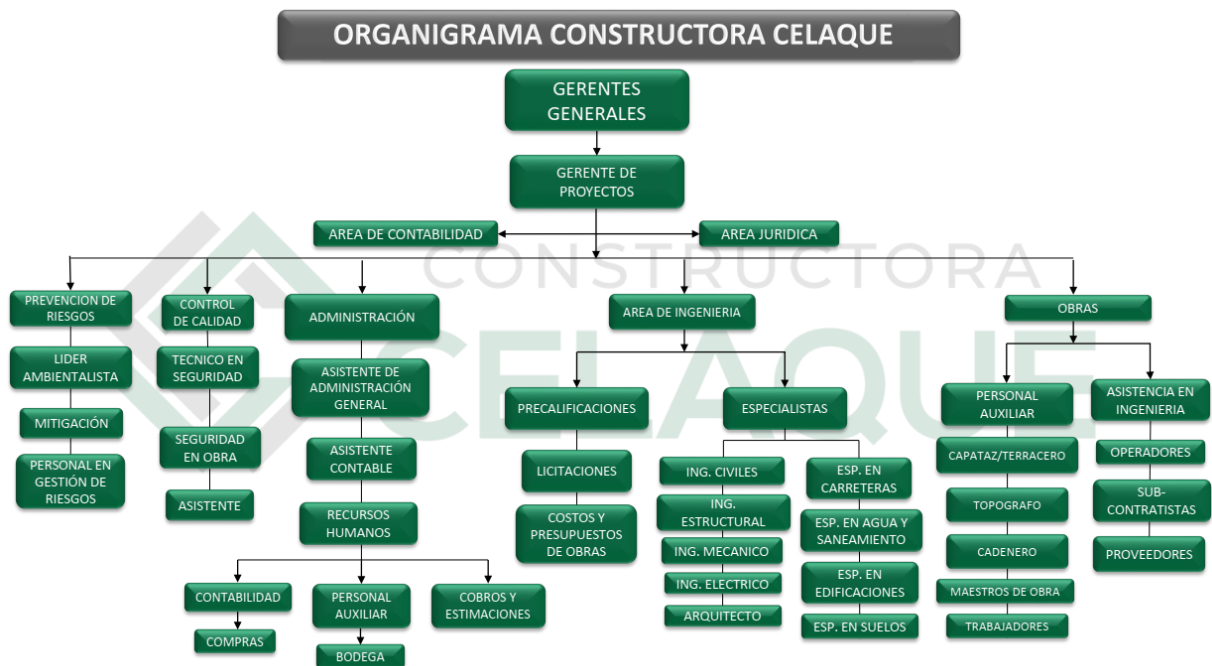 ORGANIGRAMA CONSTRUCTORA CELAQUE
GERENTES
GENERALES
GERENTE DE
PROYECTOS
AREA DE CONTABILIDAD
AREA JURIDICA
CONSTRUCTORA
CELAQUE
PREVENCION DE
RIESGOS
LIDER
AMBIENTALISTA
MITIGACIÓN
PERSONAL EN
GESTIÓN DE
RIESGOS
CONTROL
DE CALIDAD
TECNICO EN
SEGURIDAD
SEGURIDAD
EN OBRA
ASISTENTE
ADMINISTRACIÓN
ASISTENTE DE
ADMINISTRACIÓN
GENERAL
ASISTENTE
CONTABLE
RECURSOS
HUMANOS
CONTABILIDAD
COMPRAS
PERSONAL
AUXILIAR
BODEGA
COBROS Y
ESTIMACIONES
AREA DE INGENIERIA
PRECALIFICACIONES
LICITACIONES
COSTOS Y
PRESUPUESTOS
DE OBRAS
ESPECIALISTAS
ING. CIVILES
ING.
ESTRUCTURAL
ING. MECANICO
ING. ELECTRICO
ARQUITECTO
ESP. EN
CARRETERAS
ESP. EN AGUA Y
SANEAMIENTO
ESP. EN
EDIFICACIONES
ESP. EN SUELOS
OBRAS
PERSONAL
AUXILIAR
CAPATAZ/TERRACERO
TOPOGRAFO
CADENERO
MAESTROS DE OBRA
TRABAJADORES
ASISTENCIA EN
INGENIERIA
OPERADORES
SUB-
CONTRATISTAS
PROVEEDORES